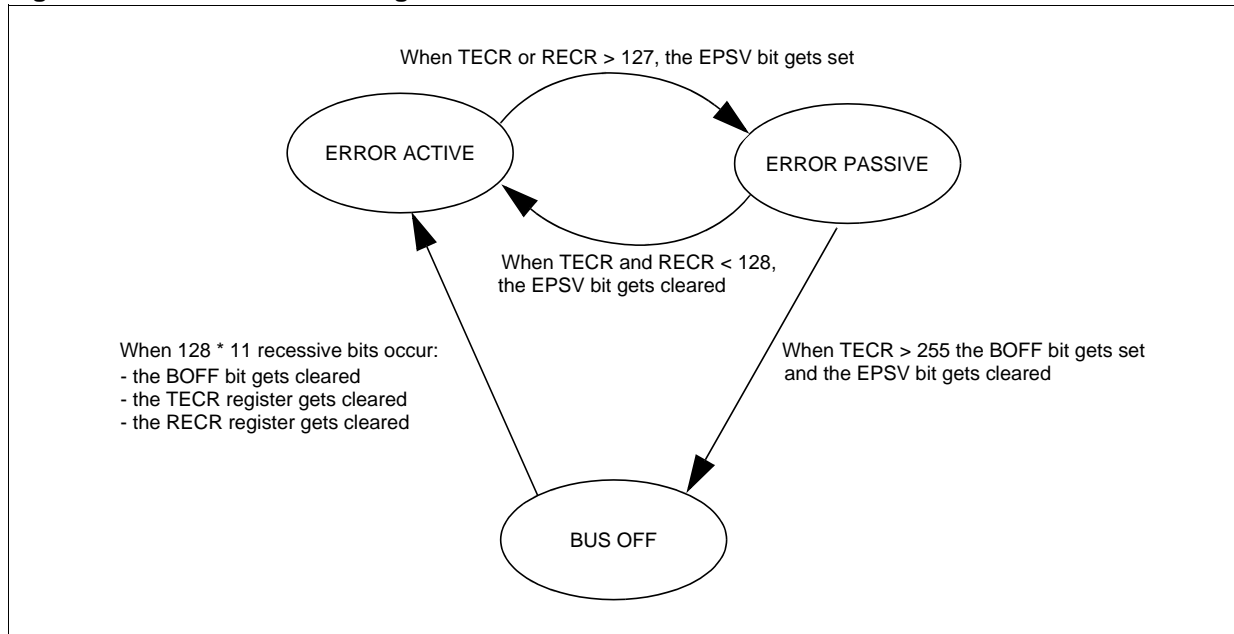 When TECR or RECR > 127, the EPSV bit gets set
ERROR ACTIVE
ERROR PASSIVE
When TECR and RECR < 128,
the EPSV bit gets cleared
When 128 * 11 recessive bits occur:
- the BOFF bit gets cleared
- the TECR register gets cleared
- the RECR register gets cleared
When TECR > 255 the BOFF bit gets set
and the EPSV bit gets cleared
BUS OFF